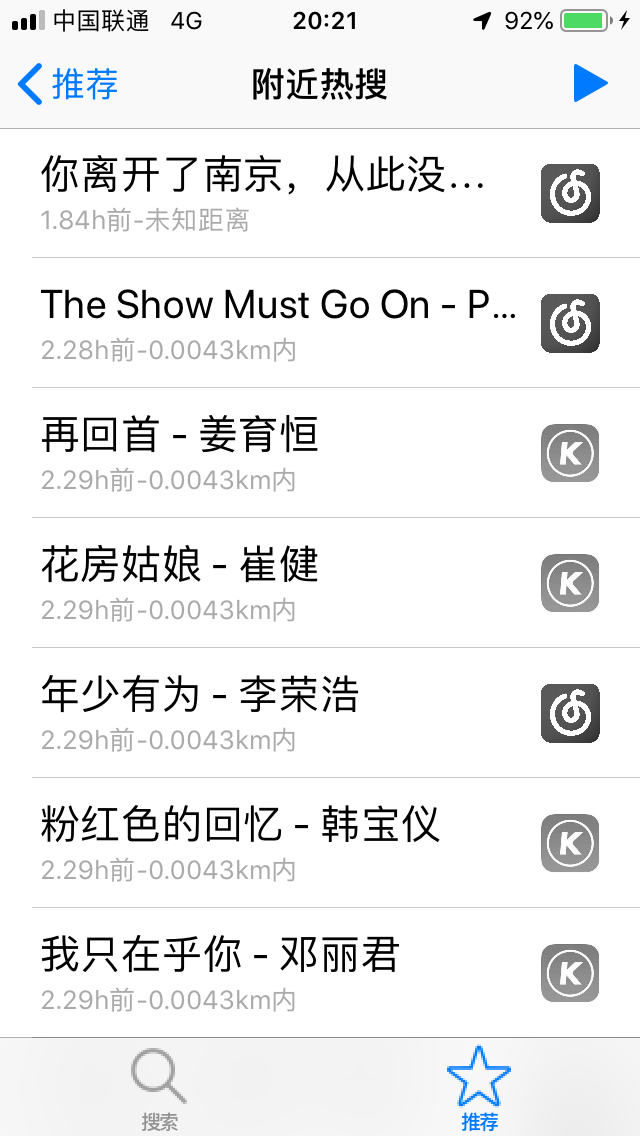 中国联通 4G 20:21 92%
推荐 附近热搜
你离开了南京，从此没...
1.84h前-未知距离
The Show Must Go On - P...
2.28h前-0.0043km内
再回首 - 姜育恒
2.29h前-0.0043km内
K
花房姑娘 - 崔健
2.29h前-0.0043km内
K
年少有为 - 李荣浩
2.29h前-0.0043km内
粉红色的回忆 - 韩宝仪
2.29h前-0.0043km内
K
我只在乎你 - 邓丽君
2.29h前-0.0043km内
K
搜索 推荐